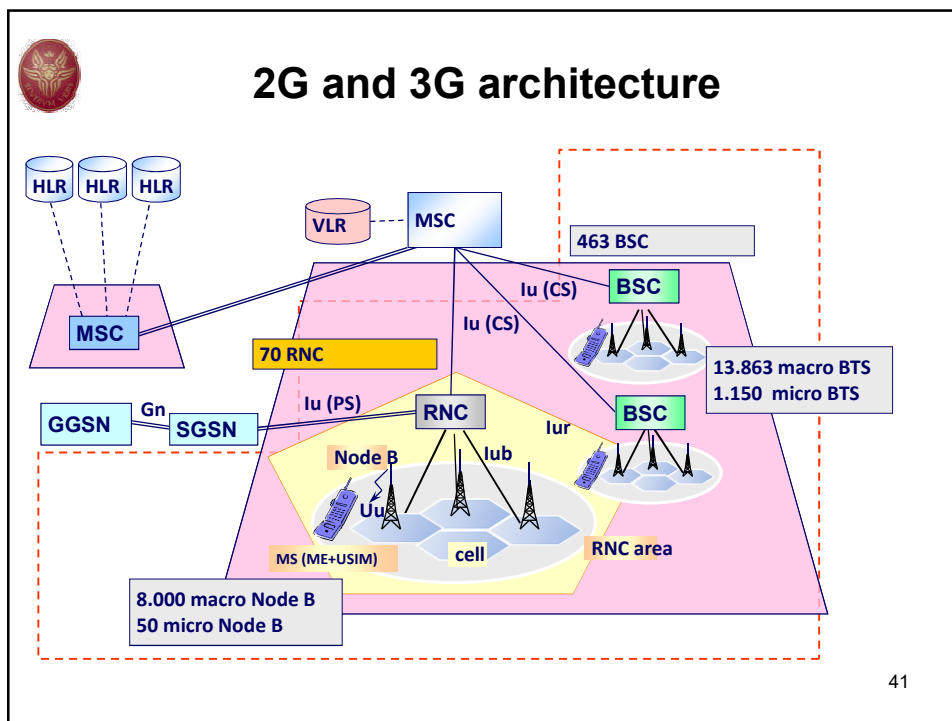 2G and 3G architecture
HLR
HLR
HLR
VLR
MSC
463 BSC
Iu (CS)
BSC
Iu (CS)
MSC
70 RNC
13.863 macro BTS
1.150 micro BTS
Iu (PS)
RNC
BSC
Gn
GGSN
SGSN
Iur
Node B
Iub
Uu
MS (ME+USIM)
cell
RNC area
8.000 macro Node B
50 micro Node B
41